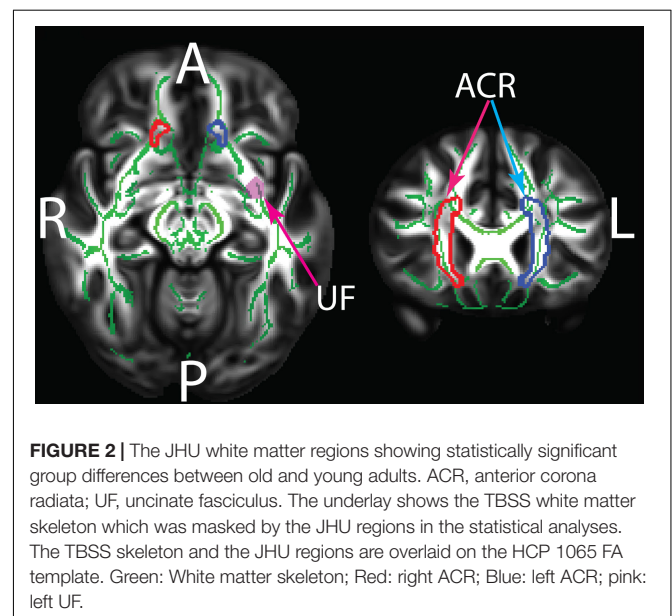 A
ACR
R
L
UF
P
FIGURE 2 | The JHU white matter regions showing statistically significant
group differences between old and young adults. ACR, anterior corona
radiata; UF, uncinate fasciculus. The underlay shows the TBSS white matter
skeleton which was masked by the JHU regions in the statistical analyses.
The TBSS skeleton and the JHU regions are overlaid on the HCP 1065 FA
template. Green: White matter skeleton; Red: right ACR; Blue: left ACR; pink:
left UF.